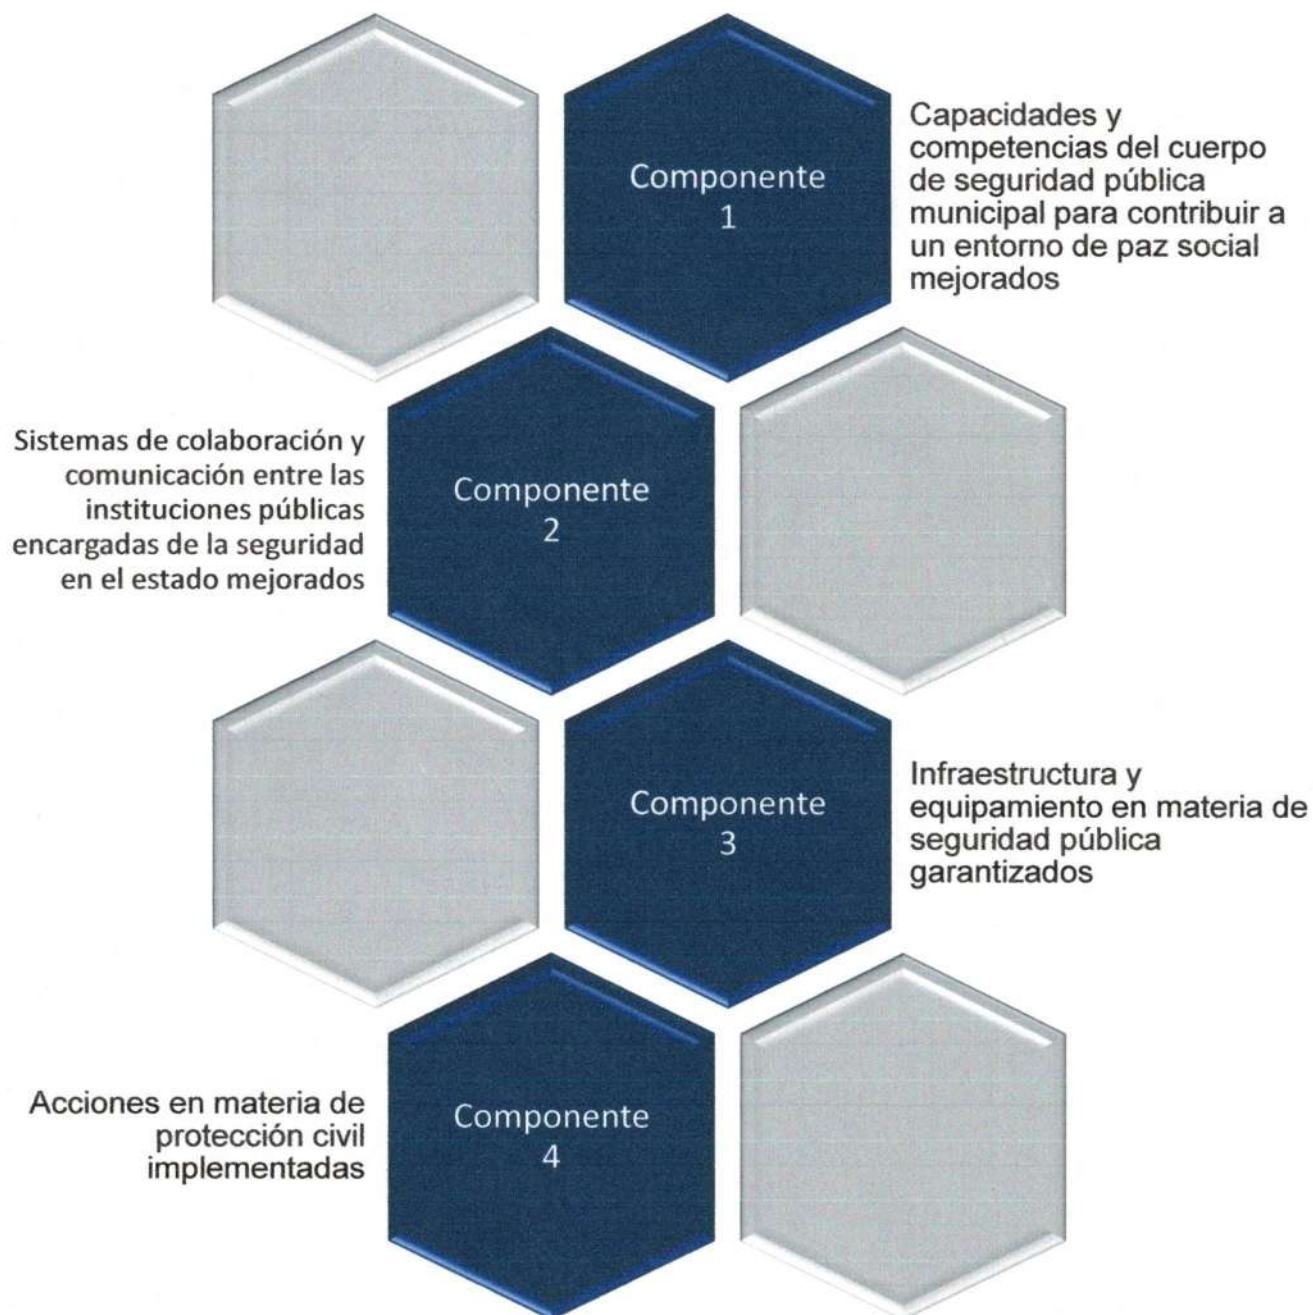 Componente
1
Capacidades y
competencias del cuerpo
de seguridad pública
municipal para contribuir a
un entorno de paz social
mejorados
Sistemas de colaboración y
comunicación entre las
instituciones públicas
encargadas de la seguridad
en el estado mejorados
Componente
2
Componente
3
Infraestructura y
equipamiento en materia de
seguridad pública
garantizados
Acciones en materia de
protección civil
implementadas
Componente
4